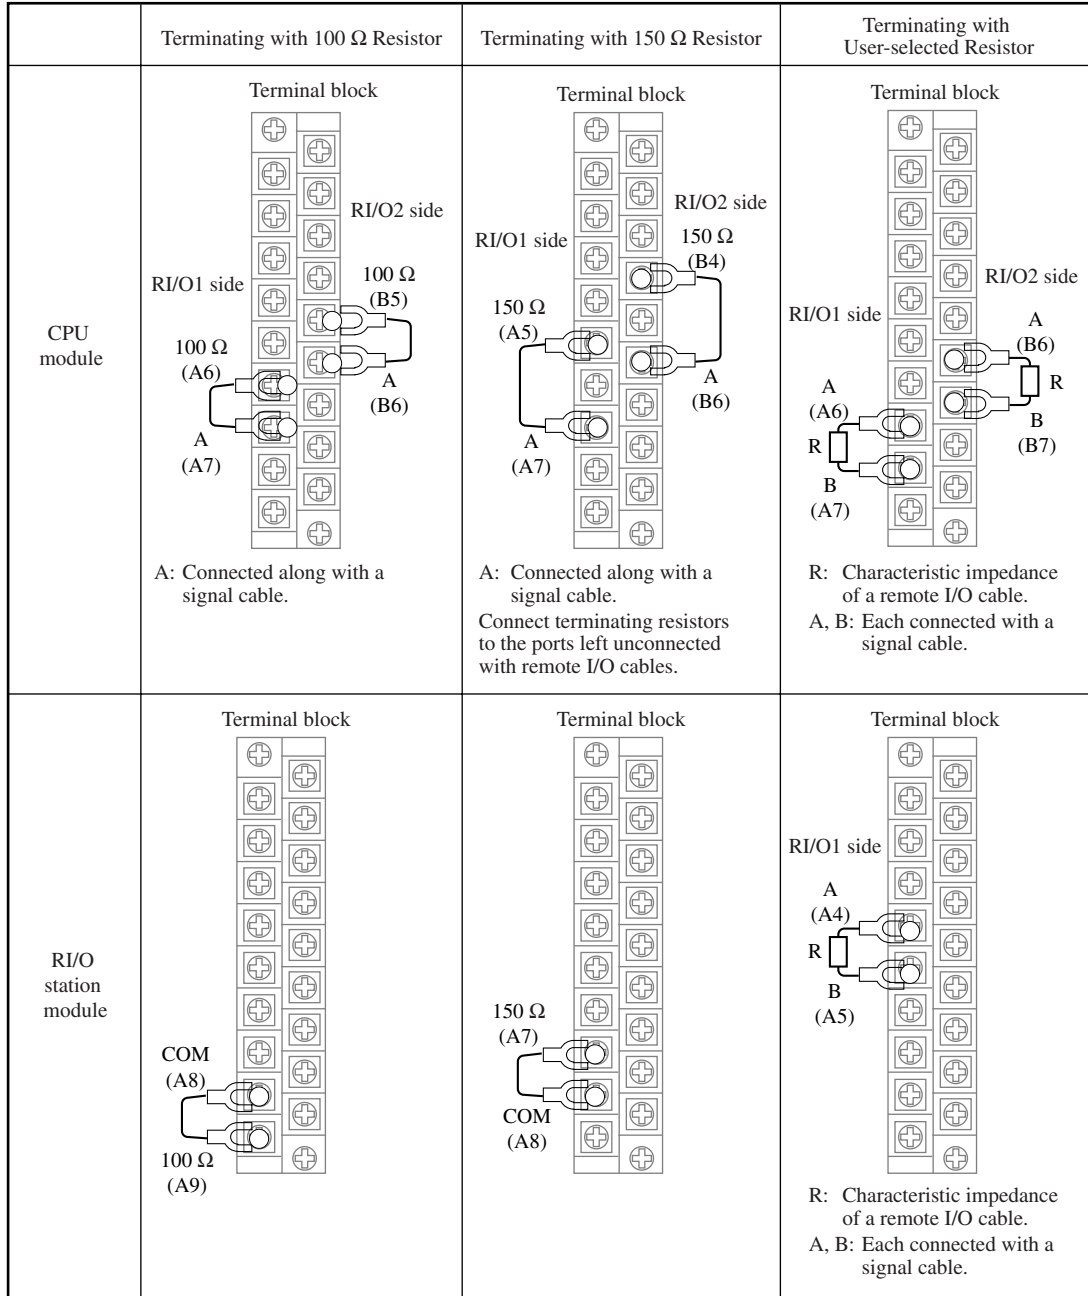 Terminating with 100 Ω Resistor
Terminating with 150 Ω Resistor
Terminating with
User-selected Resistor
CPU
module
Terminal block
RI/O2 side
RI/O1 side
100 Ω
(B5)
100 Ω
(A6)
A
(B6)
A
(A7)
A: Connected along with a
signal cable.
Terminal block
RI/O2 side
RI/O1 side
150 Ω
(B4)
150 Ω
(A5)
A
(B6)
A
(A7)
A: Connected along with a
signal cable.
Connect terminating resistors
to the ports left unconnected
with remote I/O cables.
Terminal block
RI/O2 side
RI/O1 side
A
(B6)
R
B
(B7)
A
(A6)
R
B
(A7)
R: Characteristic impedance
of a remote I/O cable.
A, B: Each connected with a
signal cable.
RI/O
station
module
Terminal block
COM
(A8)
100 Ω
(A9)
Terminal block
150 Ω
(A7)
COM
(A8)
Terminal block
RI/O1 side
A
(A4)
R
B
(A5)
R: Characteristic impedance
of a remote I/O cable.
A, B: Each connected with a
signal cable.